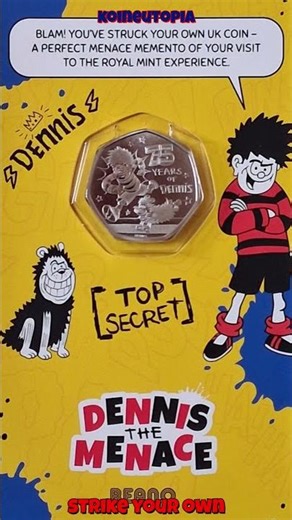 KOINEUTOPIA
BLAM! YOU'VE STRUCK YOUR OWN UK COIN –
A PERFECT MENACE MEMENTO OF YOUR VISIT
TO THE ROYAL MINT EXPERIENCE.
DENNIS
75
YEARS
OF
DENNIS
[TOP
SECRET]
DENNIS
THE
MENACE
BEANO
STRIKE YOUR OWN